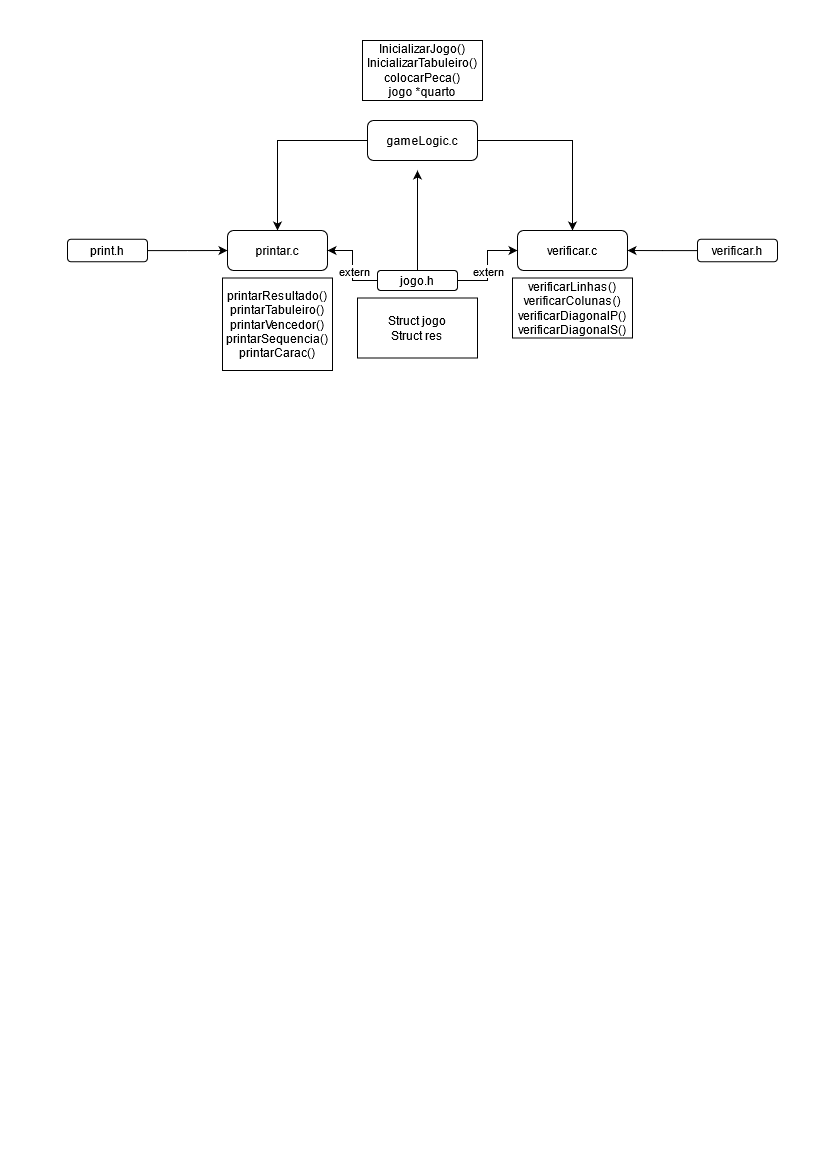 InicializarJogo()
InicializarTabuleiro()
colocarPeca()
jogo *quarto
gameLogic.c
print.h
printar.c
verificar.c
verificar.h
extern
jogo.h
extern
printarResultado()
printarTabuleiro()
printarVencedor()
printarSequencia()
printarCarac()
Struct jogo
Struct res
verificarLinhas()
verificarColunas()
verificarDiagonalP()
verificarDiagonalS()